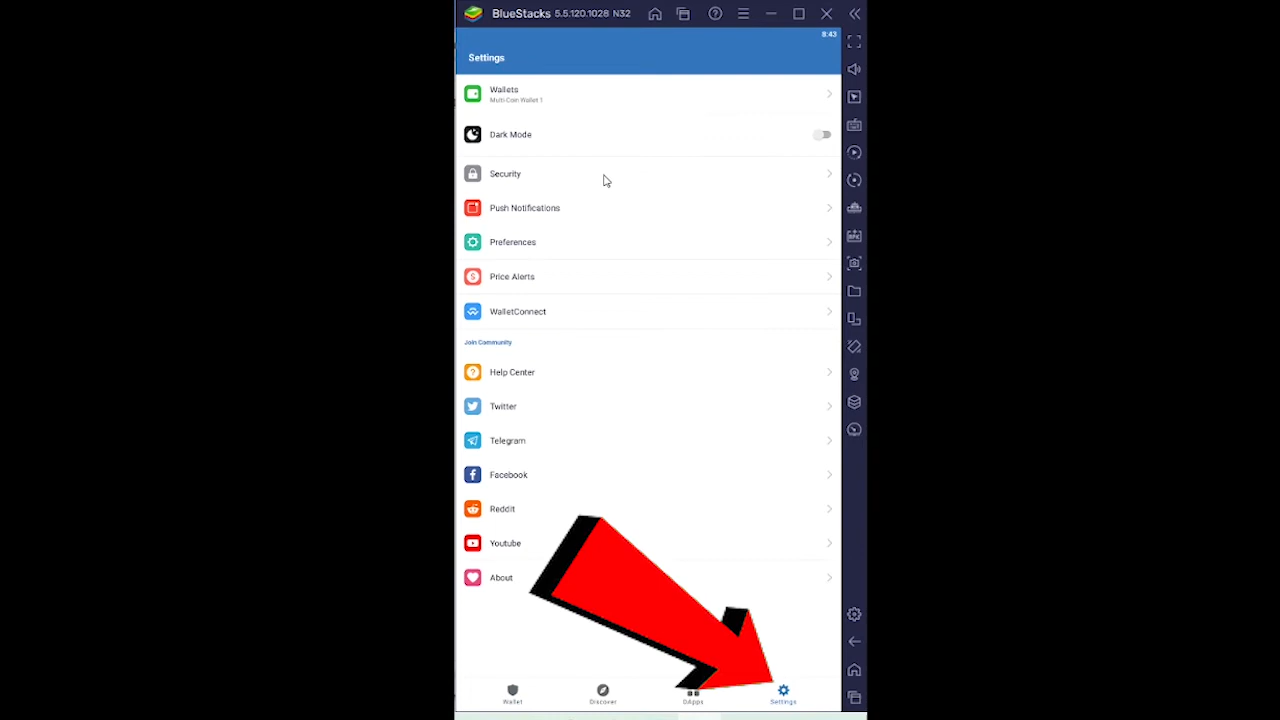 BlueStacks 5.5.120.1028 N32
8:43
Settings
Wallets
Multi-Coin Wallet 1
Dark Mode
Security
Push Notifications
Preferences
Price Alerts
WalletConnect
Join Community
Help Center
Twitter
Telegram
Facebook
Reddit
Youtube
About
Wallet
Discover
DApps
Settings